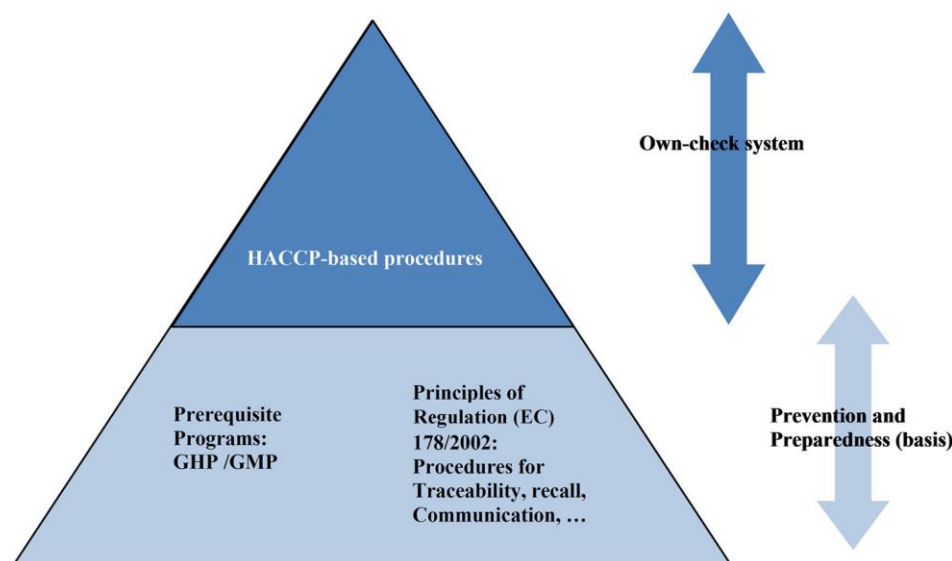 Own-check system
HACCP-based procedures
Prerequisite
Programs:
GHP /GMP
Principles of
Regulation (EC)
178/2002:
Procedures for
Traceability, recall,
Communication, …
Prevention and
Preparedness (basis)